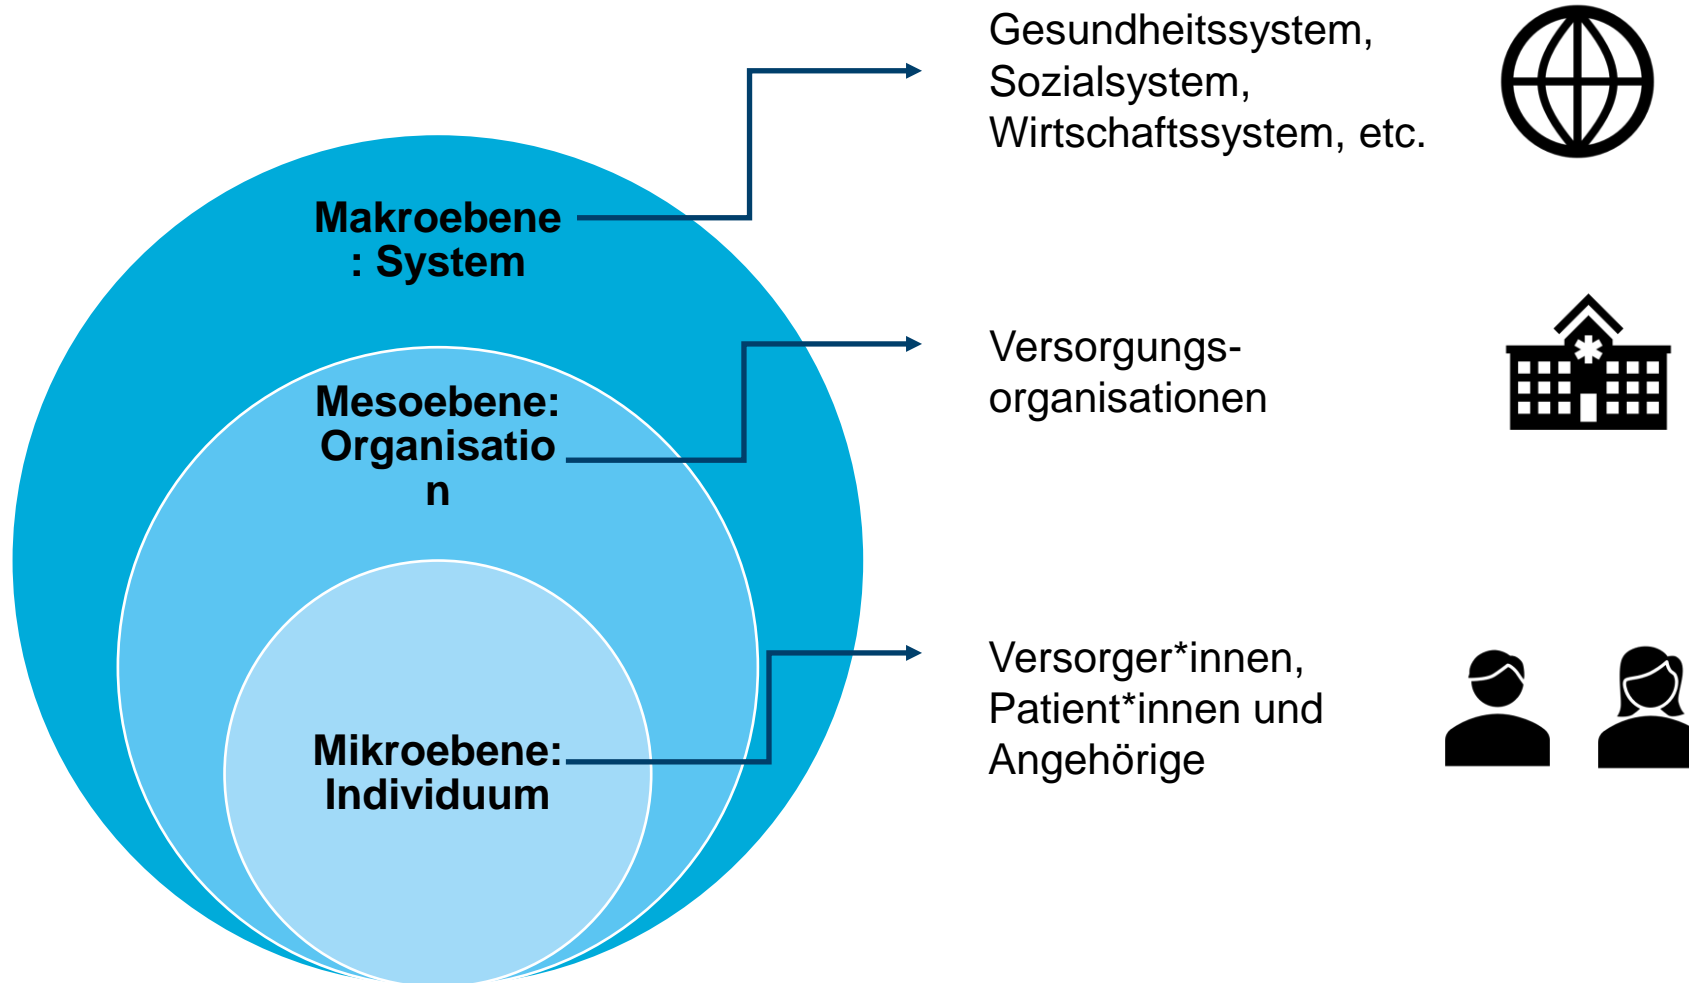 Gesundheitssystem,
Sozialsystem,
Wirtschaftssystem, etc.
Makroebene
: System
Versorgungs-
organisationen
Mesoebene:
Organisatio
n
Versorger*innen,
Patient*innen und
Angehörige
Mikroebene:
Individuum